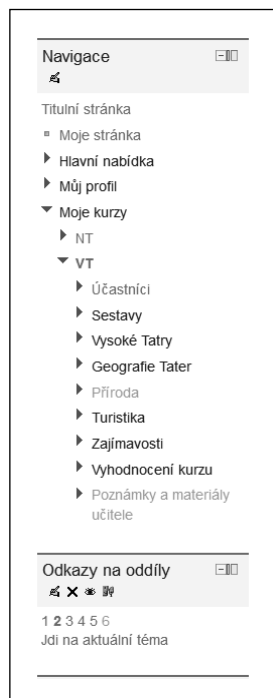 Navigace
Titulní stránka
Moje stránka
Hlavní nabídka
Můj profil
Moje kurzy
NT
VT
Účastníci
Sestavy
Vysoké Tatry
Geografie Tater
Příroda
Turistika
Zajímavosti
Vyhodnocení kurzu
Poznámky a materiály
učitele
Odkazy na oddíly
1 2 3 4 5 6
Jdi na aktuální téma